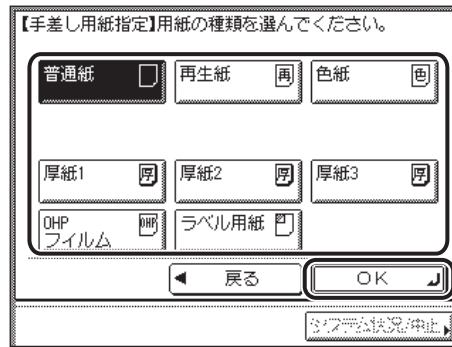 【手差し用紙指定】用紙の種類を選んでください。
普通紙 再生紙 再 色紙 色
厚紙1 厚 厚紙2 厚 厚紙3 厚
OHP
フィルム OHP ラベル用紙
戻る OK
システム状況/中止